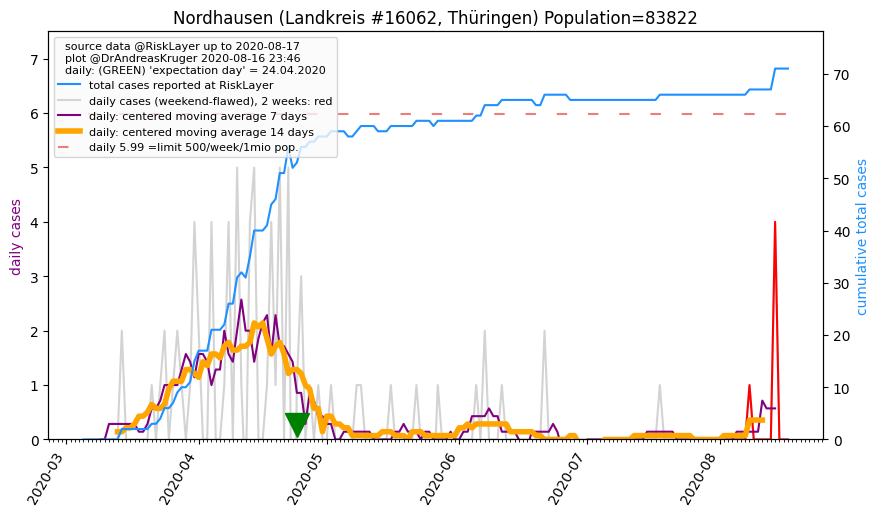 Nordhausen (Landkreis #16062, Thüringen) Population=83822
source data @RiskLayer up to 2020-08-17
plot @DrAndreasKruger 2020-08-16 23:46
daily: (GREEN) 'expectation day' = 24.04.2020
total cases reported at RiskLayer
daily cases (weekend-flawed), 2 weeks: red
daily: centered moving average 7 days
daily: centered moving average 14 days
daily 5.99 =limit 500/week/1mio pop.
daily cases
7
6
5
4
3
2
1
0
cumulative total cases
70
60
50
40
30
20
10
0
2020-03
2020-04
2020-05
2020-06
2020-07
2020-08